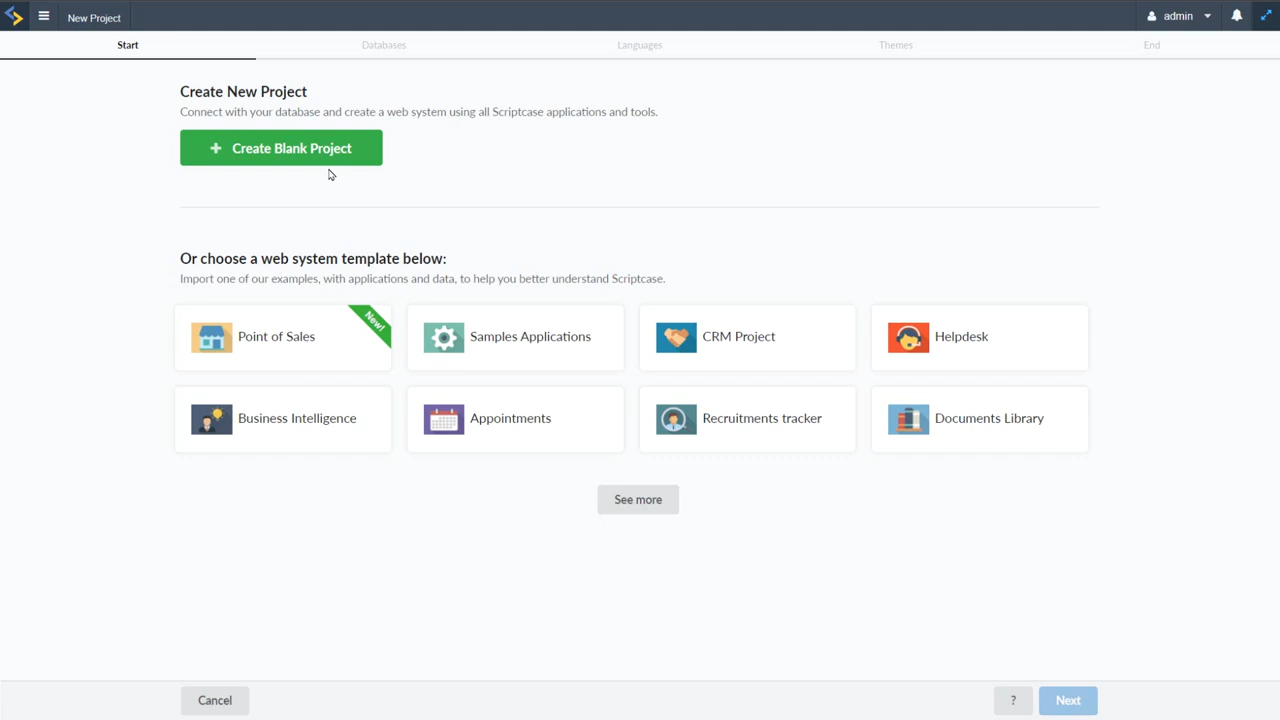 New Project
admin
Start
Databases
Languages
Themes
End
Create New Project
Connect with your database and create a web system using all Scriptcase applications and tools.
+ Create Blank Project
Or choose a web system template below:
Import one of our examples, with applications and data, to help you better understand Scriptcase.
Point of Sales
New!
Samples Applications
CRM Project
Helpdesk
Business Intelligence
Appointments
Recruitments tracker
Documents Library
See more
Cancel
?
Next